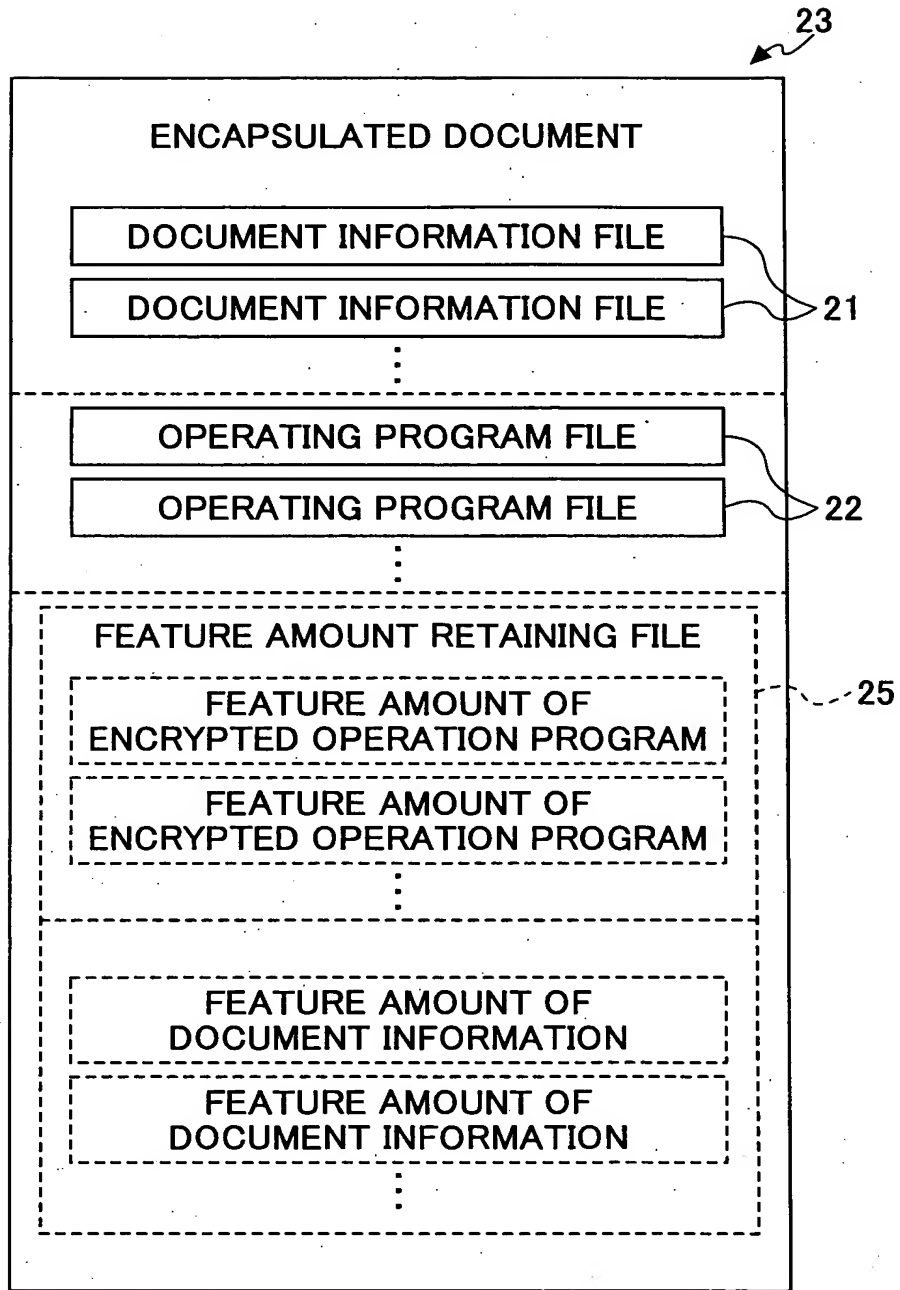 23
ENCAPSULATED DOCUMENT
DOCUMENT INFORMATION FILE
DOCUMENT INFORMATION FILE
21
OPERATING PROGRAM FILE
OPERATING PROGRAM FILE
22
FEATURE AMOUNT RETAINING FILE
25
FEATURE AMOUNT OF
ENCRYPTED OPERATION PROGRAM
FEATURE AMOUNT OF
ENCRYPTED OPERATION PROGRAM
FEATURE AMOUNT OF
DOCUMENT INFORMATION
FEATURE AMOUNT OF
DOCUMENT INFORMATION